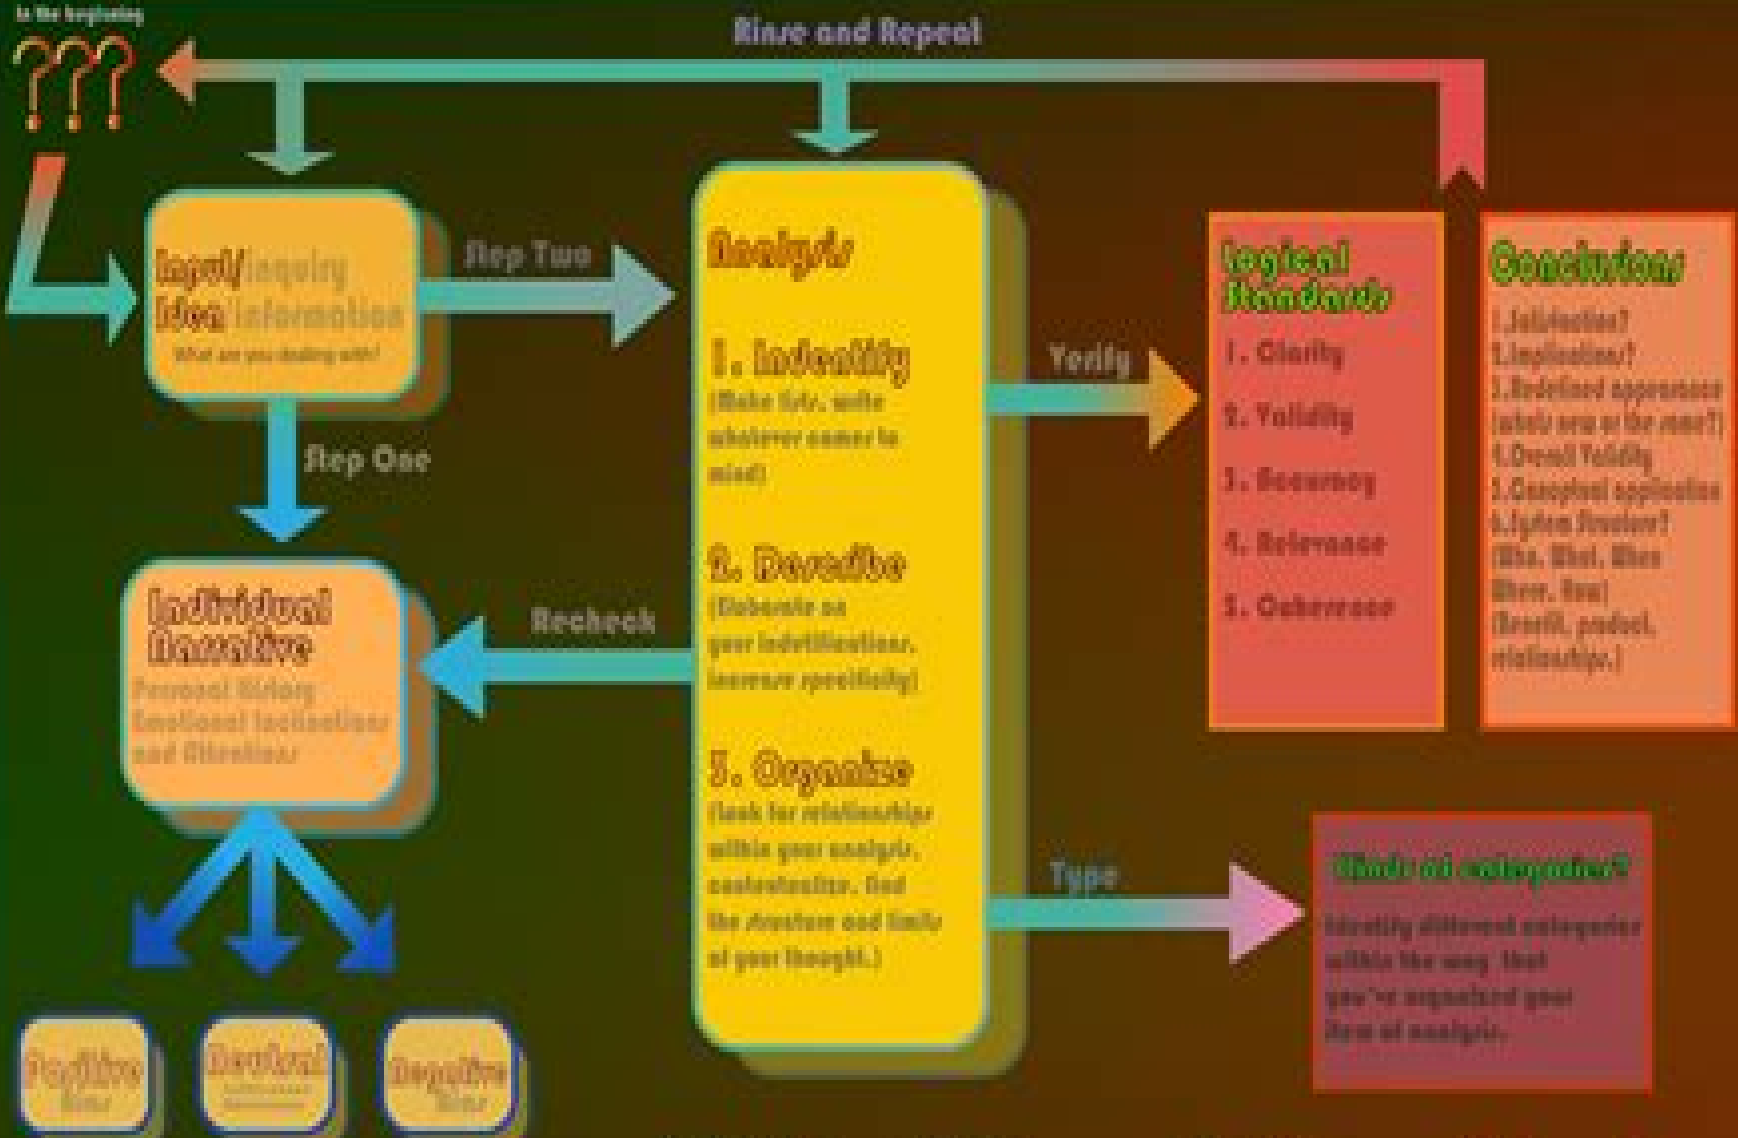 In the beginning
???
Rinse and Repeat
Input/inquiry
Idea/information
What are you dealing with?
Step Two
Step One
Individual
Narrative
Personal History
Emotional Inclinations
and Attentions
Positive
Bias
Neutral
Negative
Bias
Recheck
Analysis
1. Indentify
(Make lists, write
whatever comes to
mind)
2. Describe
(Elaborate on
your
increase specificity)
3. Organize
(look for relationships
within your analysis,
contextualize, find
the structure and limits
of your thought.)
Verify
Type
Logical
Standards
1. Clarity
2. Validity
3. Accuracy
4. Relevance
5. Coherence
Conclusions
1.Satisfaction?
2.Implications?
3.Redefined appearance
(whats new or the same?)
4.Overall Validity
5.Conceptual application
6.System Structure?
(Who, What, When
Where, How)
(Benefit, product,
relationships.)
Kinds of categories?
Identify different categories
within the way that
you've organized your
item of analysis.